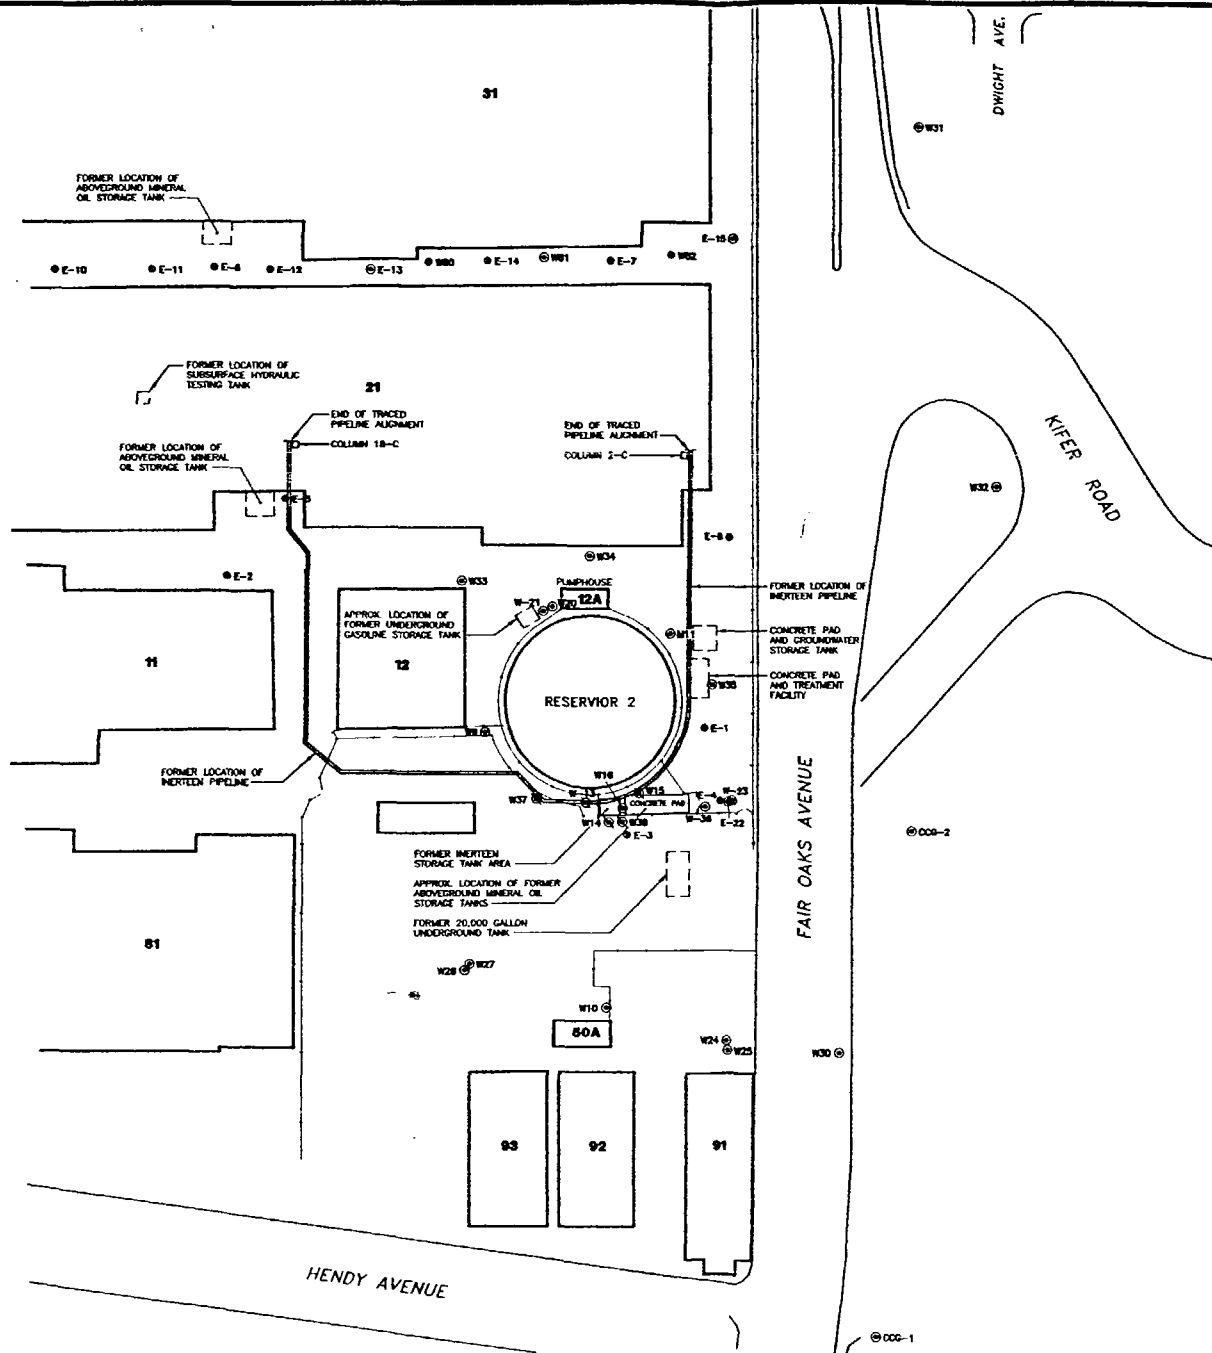 DWIGHT AVE.
31
W31
FORMER LOCATION OF
ABOVEGROUND MINERAL
OIL STORAGE TANK
E-15
E-10
E-11
E-12
E-13
W80
E-14
W81
E-7
W82
FORMER LOCATION OF
SUBSURFACE HYDRAULIC
TESTING TANK
21
END OF TRACED
PIPELINE ALIGNMENT
COLUMN 18-C
END OF TRACED
PIPELINE ALIGNMENT
COLUMN 2-C
FORMER LOCATION OF
ABOVEGROUND MINERAL
OIL STORAGE TANK
KIFER ROAD
W32
W34
E-2
W33
PUMPHOUSE
12A
W-21
W20
FORMER LOCATION OF
INERTEEN PIPELINE
APPROX. LOCATION OF
FORMER UNDERGROUND
GASOLINE STORAGE TANK
M11
CONCRETE PAD
AND GROUNDWATER
STORAGE TANK
11
12
CONCRETE PAD
AND TREATMENT
FACILITY
W35
RESERVIOR 2
E-1
FORMER LOCATION OF
INERTEEN PIPELINE
W16
W37
W-13
W15
CONCRETE PAD
E-4
W-23
W14
W-36
E-22
E-3
CCG-2
FAIR OAKS AVENUE
FORMER INERTEEN
STORAGE TANK AREA
APPROX. LOCATION OF FORMER
ABOVEGROUND MINERAL OIL
STORAGE TANKS
FORMER 20,000 GALLON
UNDERGROUND TANK
W27
W26
W10
W24
W25
W30
93
92
91
HENDY AVENUE
CCG-1